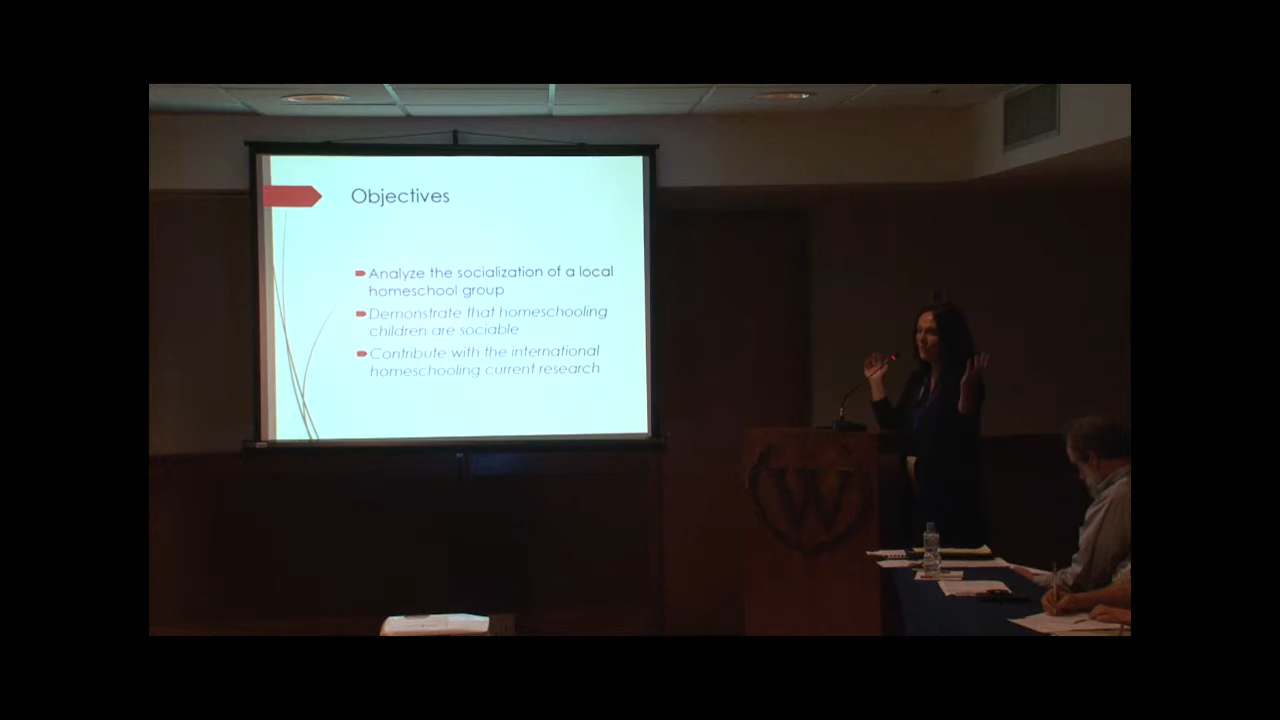 Objectives
Analyze the socialization of a local
homeschool group
Demonstrate that homeschooling
children are sociable
Contribute with the international
homeschooling current research
W